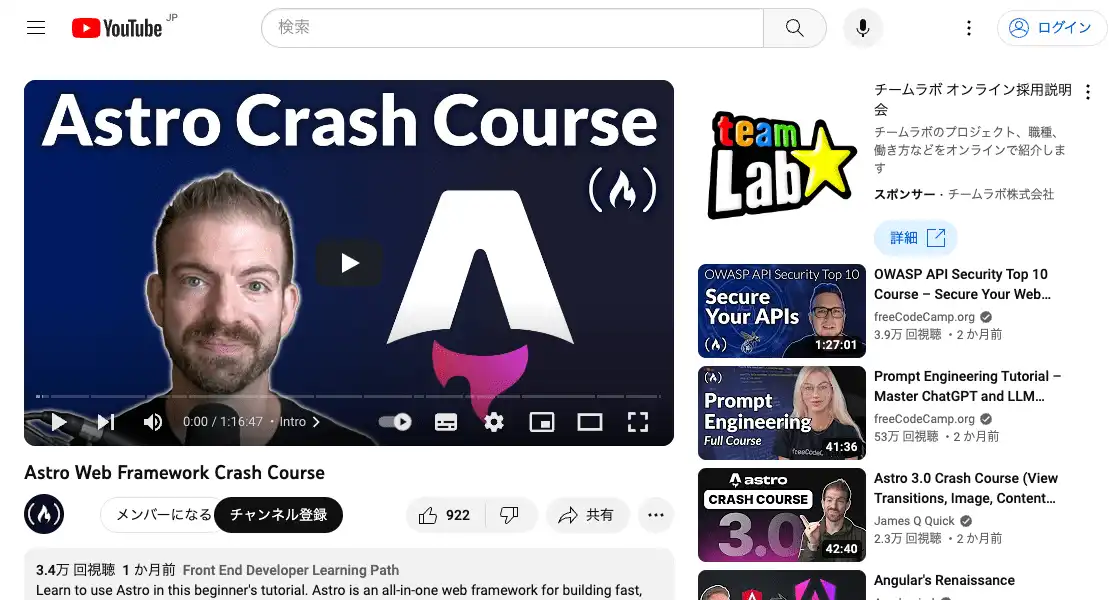 YouTube JP
検索
ログイン
Astro Crash Course
0:00 / 1:16:47 • Intro
Astro Web Framework Crash Course
メンバーになる
チャンネル登録
922
共有
3.4万 回視聴 1 か月前 Front End Developer Learning Path
Learn to use Astro in this beginner's tutorial. Astro is an all-in-one web framework for building fast,
team
Lab
チームラボ オンライン採用説明
会
チームラボのプロジェクト、職種、
働き方などをオンラインで紹介しま
す
スポンサー・チームラボ株式会社
詳細
OWASP API Security Top 10
Secure
Your APIs
1:27:01
OWASP API Security Top 10
Course – Secure Your Web…
freeCodeCamp.org
3.9万 回視聴・2 か月前
Prompt
Engineering
Full Course
41:36
Prompt Engineering Tutorial –
Master ChatGPT and LLM…
freeCodeCamp.org
53万 回視聴・2 か月前
astro
CRASH COURSE
3.0
42:40
Astro 3.0 Crash Course (View
Transitions, Image, Content…
James Q Quick
2.3万 回視聴・2 か月前
Angular's Renaissance